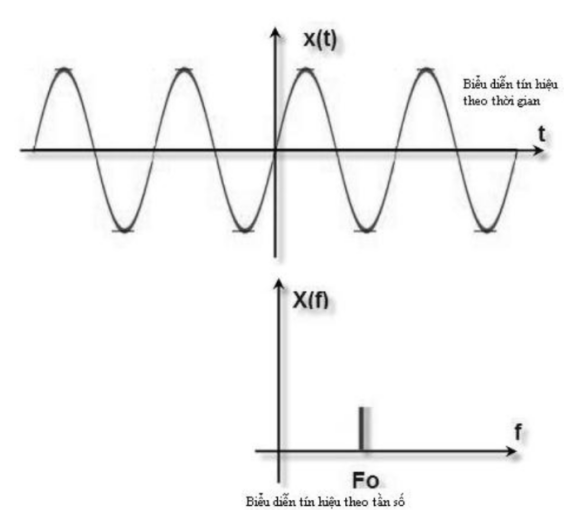 x(t)
Biểu diễn tín hiệu
theo thời gian
t
X(f)
f
Fo
Biểu diễn tín hiệu theo tần số